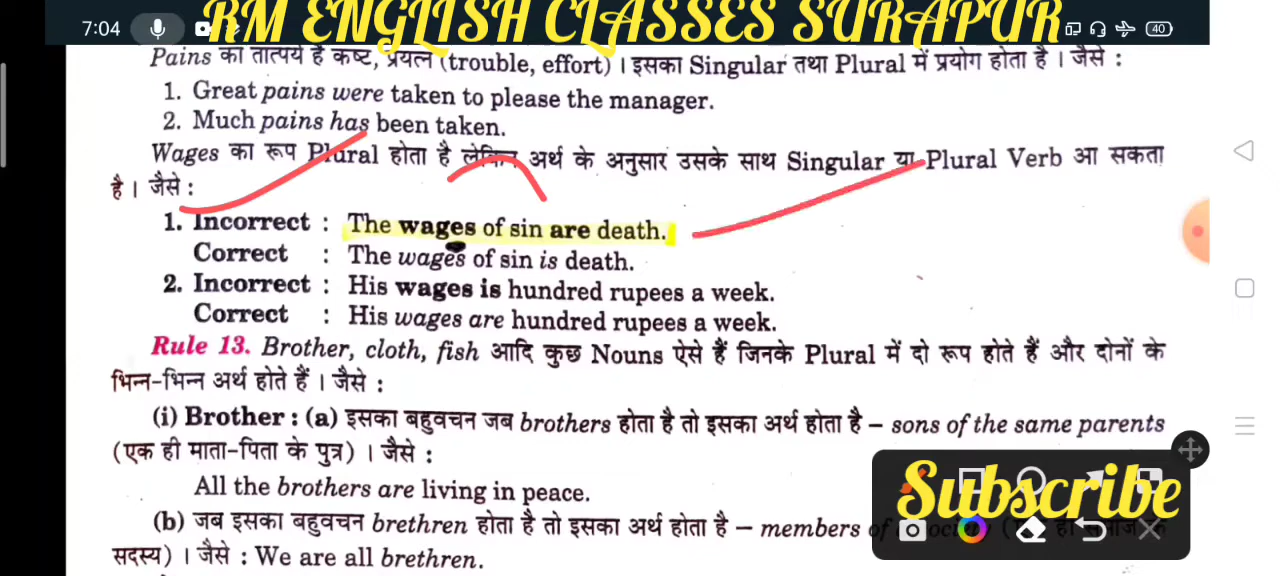 RM ENGLISH CLASSES SURAPUR
7:04
40
Pains का तात्पर्य है कष्ट, प्रयत्न (trouble, effort) । इसका Singular तथा Plural में प्रयोग होता है । जैसे :
1. Great pains were taken to please the manager.
2. Much pains has been taken.
Wages का रूप Plural होता है लेकिन अर्थ के अनुसार उसके साथ Singular या Plural Verb आ सकता
है । जैसे :
1. Incorrect : The wages of sin are death.
Correct : The wages of sin is death.
2. Incorrect : His wages is hundred rupees a week.
Correct : His wages are hundred rupees a week.
Rule 13. Brother, cloth, fish आदि कुछ Nouns ऐसे हैं जिनके Plural में दो रूप होते हैं और दोनों के
भिन्न-भिन्न अर्थ होते हैं । जैसे :
(i) Brother : (a) इसका बहुवचन जब brothers होता है तो इसका अर्थ होता है – sons of the same parents
(एक ही माता-पिता के पुत्र) । जैसे :
All the brothers are living in peace.
Subscribe
(b) जब इसका बहुवचन brethren होता है तो इसका अर्थ होता है – members
सदस्य) । जैसे : We are all brethren.